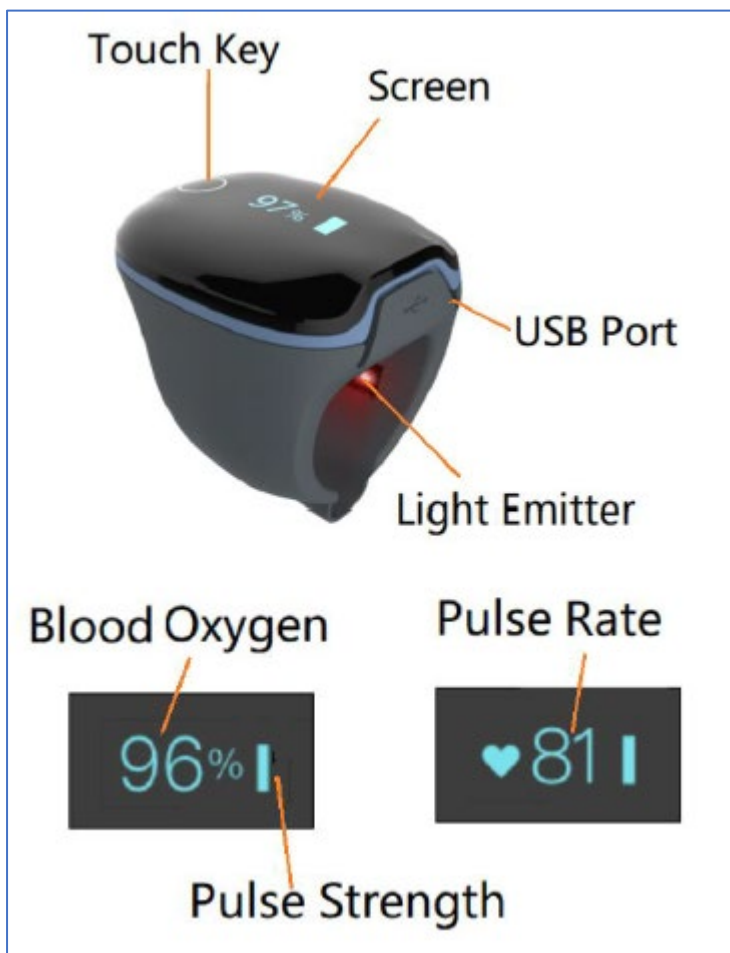 Touch Key
Screen
97%
USB Port
Light Emitter
Blood Oxygen
Pulse Rate
96%
81
Pulse Strength